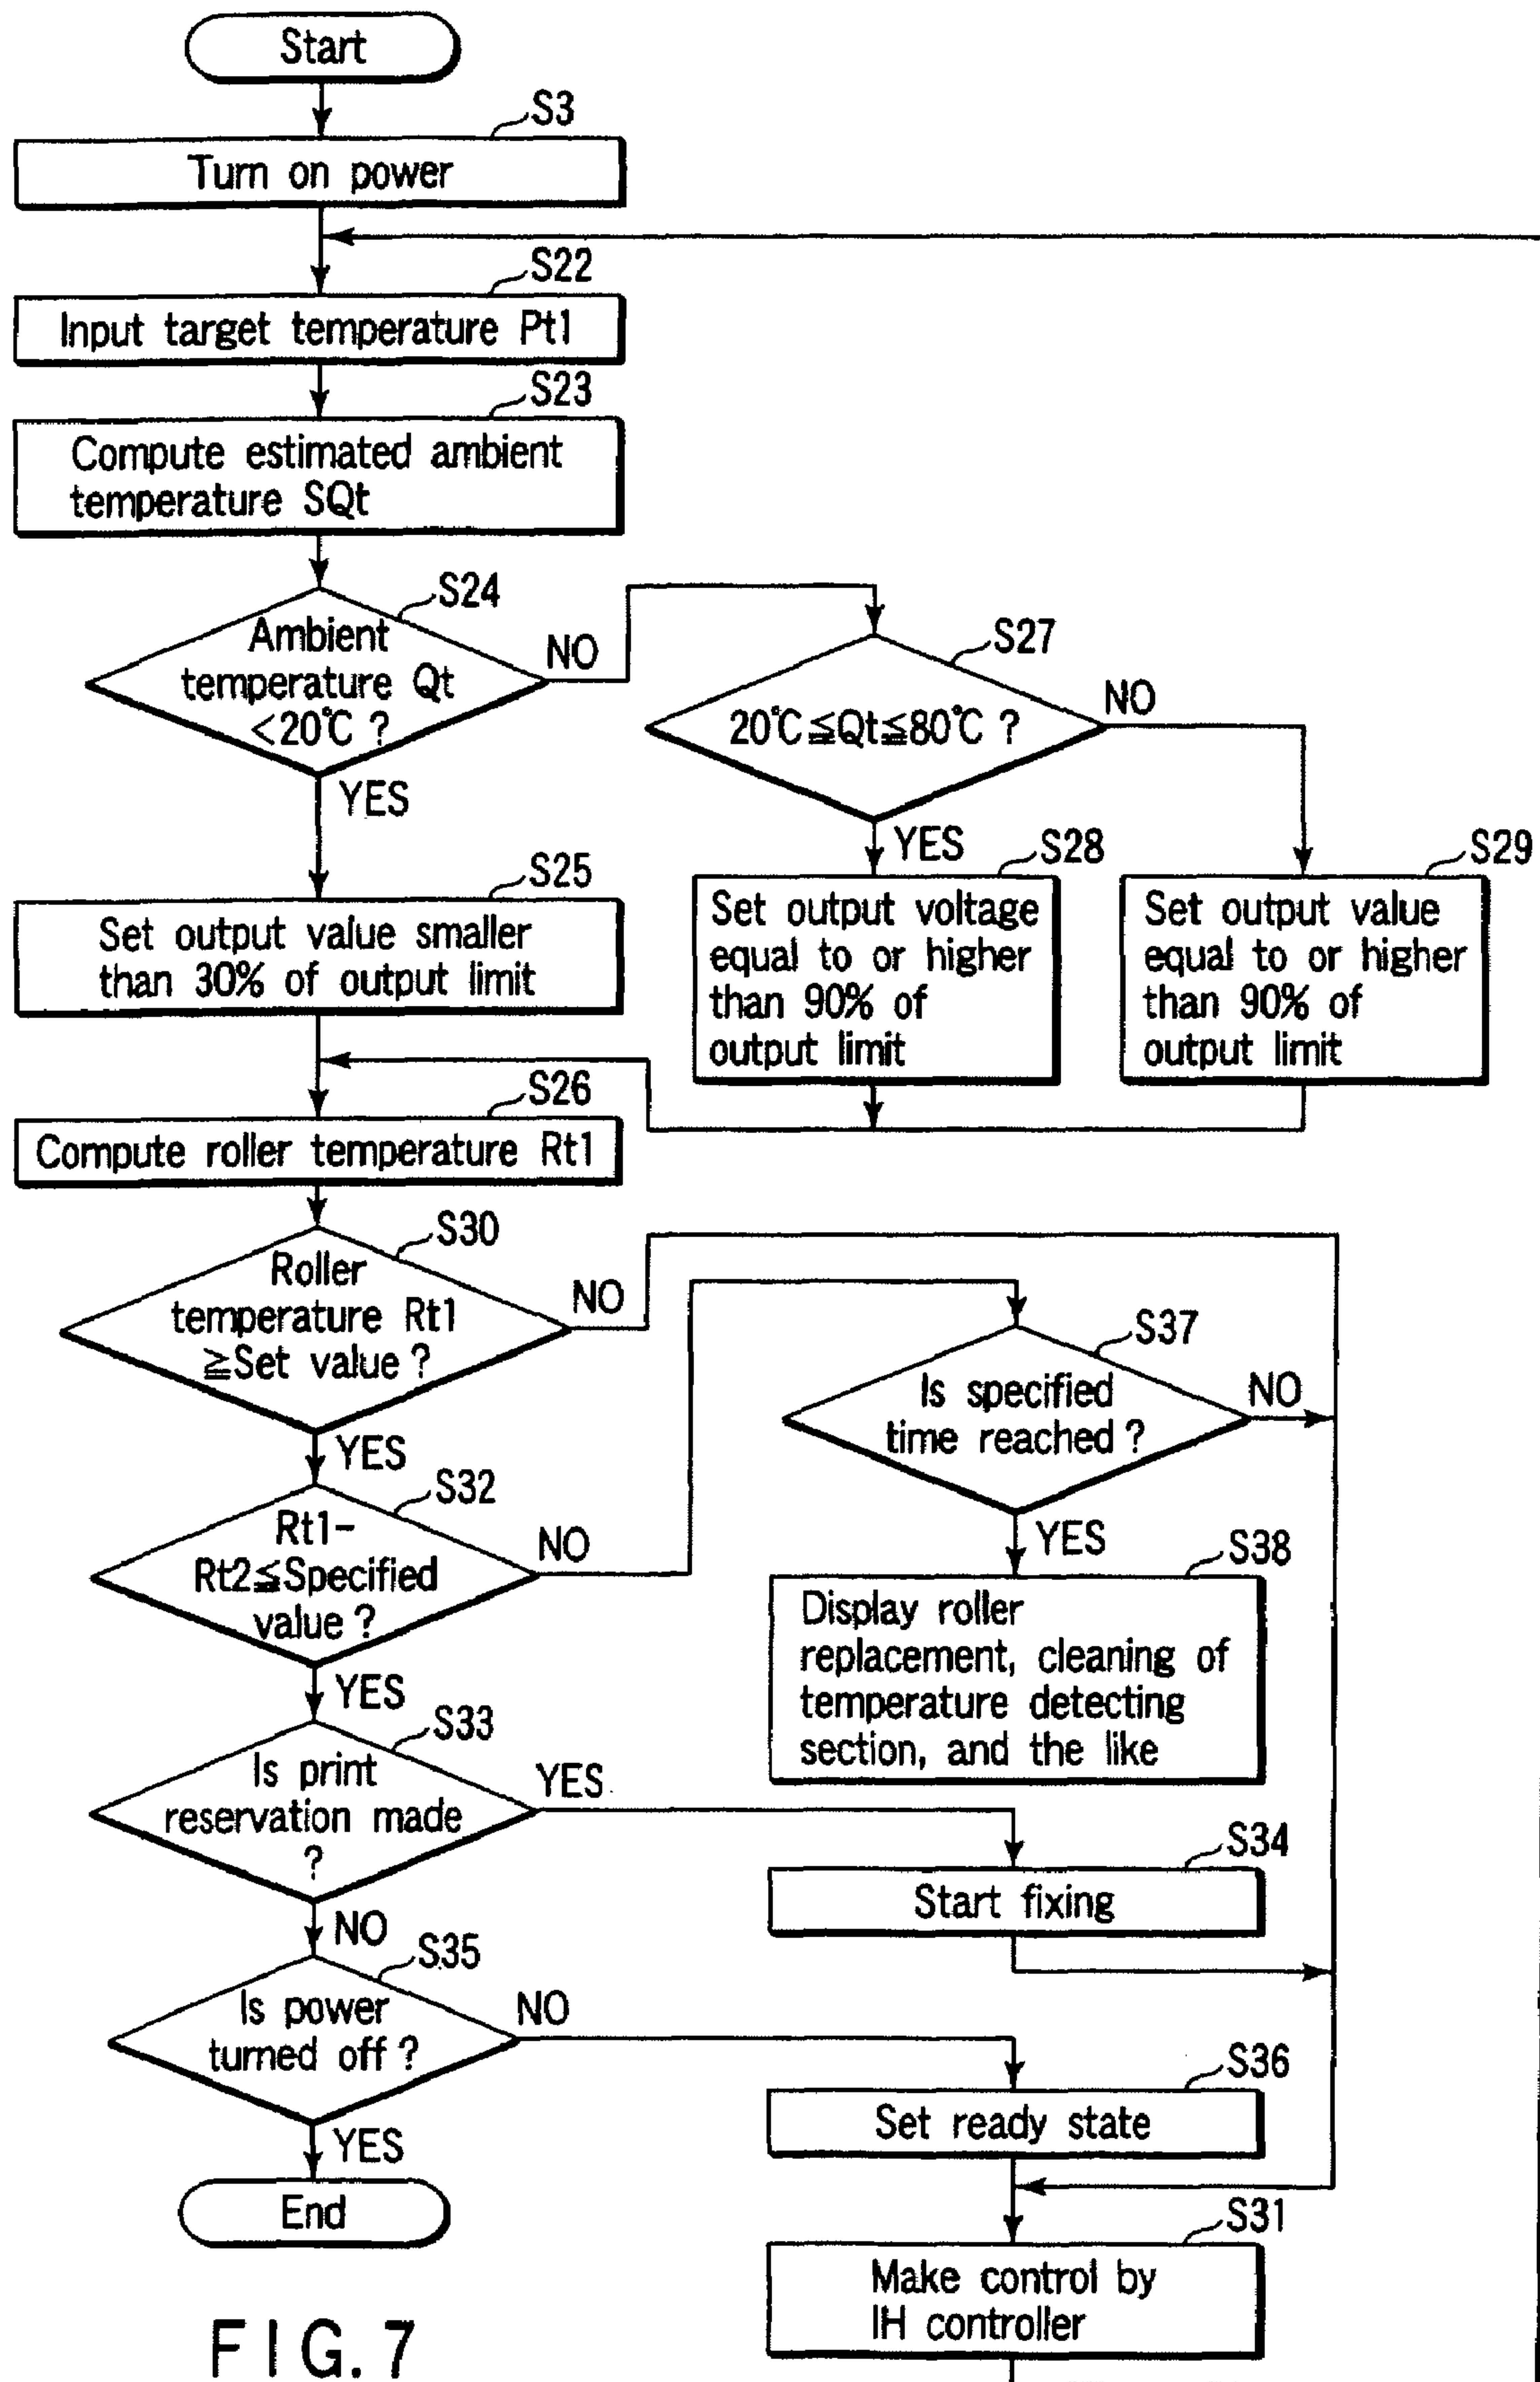 Start
S3
Turn on power
S22
Input target temperature Pt1
S23
Compute estimated ambient
temperature SQt
S24
Ambient
temperature Qt
<20℃ ?
NO
YES
S27
20℃≦Qt≦80℃ ?
NO
YES
S25
Set output value smaller
than 30% of output limit
S28
Set output voltage
equal to or higher
than 90% of
output limit
S29
Set output value
equal to or higher
than 90% of
output limit
S26
Compute roller temperature Rt1
S30
Roller
temperature Rt1
≧Set value ?
NO
YES
S37
Is specified
time reached ?
NO
YES
S32
Rt1-
Rt2≦Specified
value ?
NO
YES
S38
Display roller
replacement, cleaning of
temperature detecting
section, and the like
S33
Is print
reservation made
?
YES
NO
S34
Start fixing
S35
Is power
turned off ?
NO
YES
S36
Set ready state
End
S31
Make control by
IH controller
FIG. 7